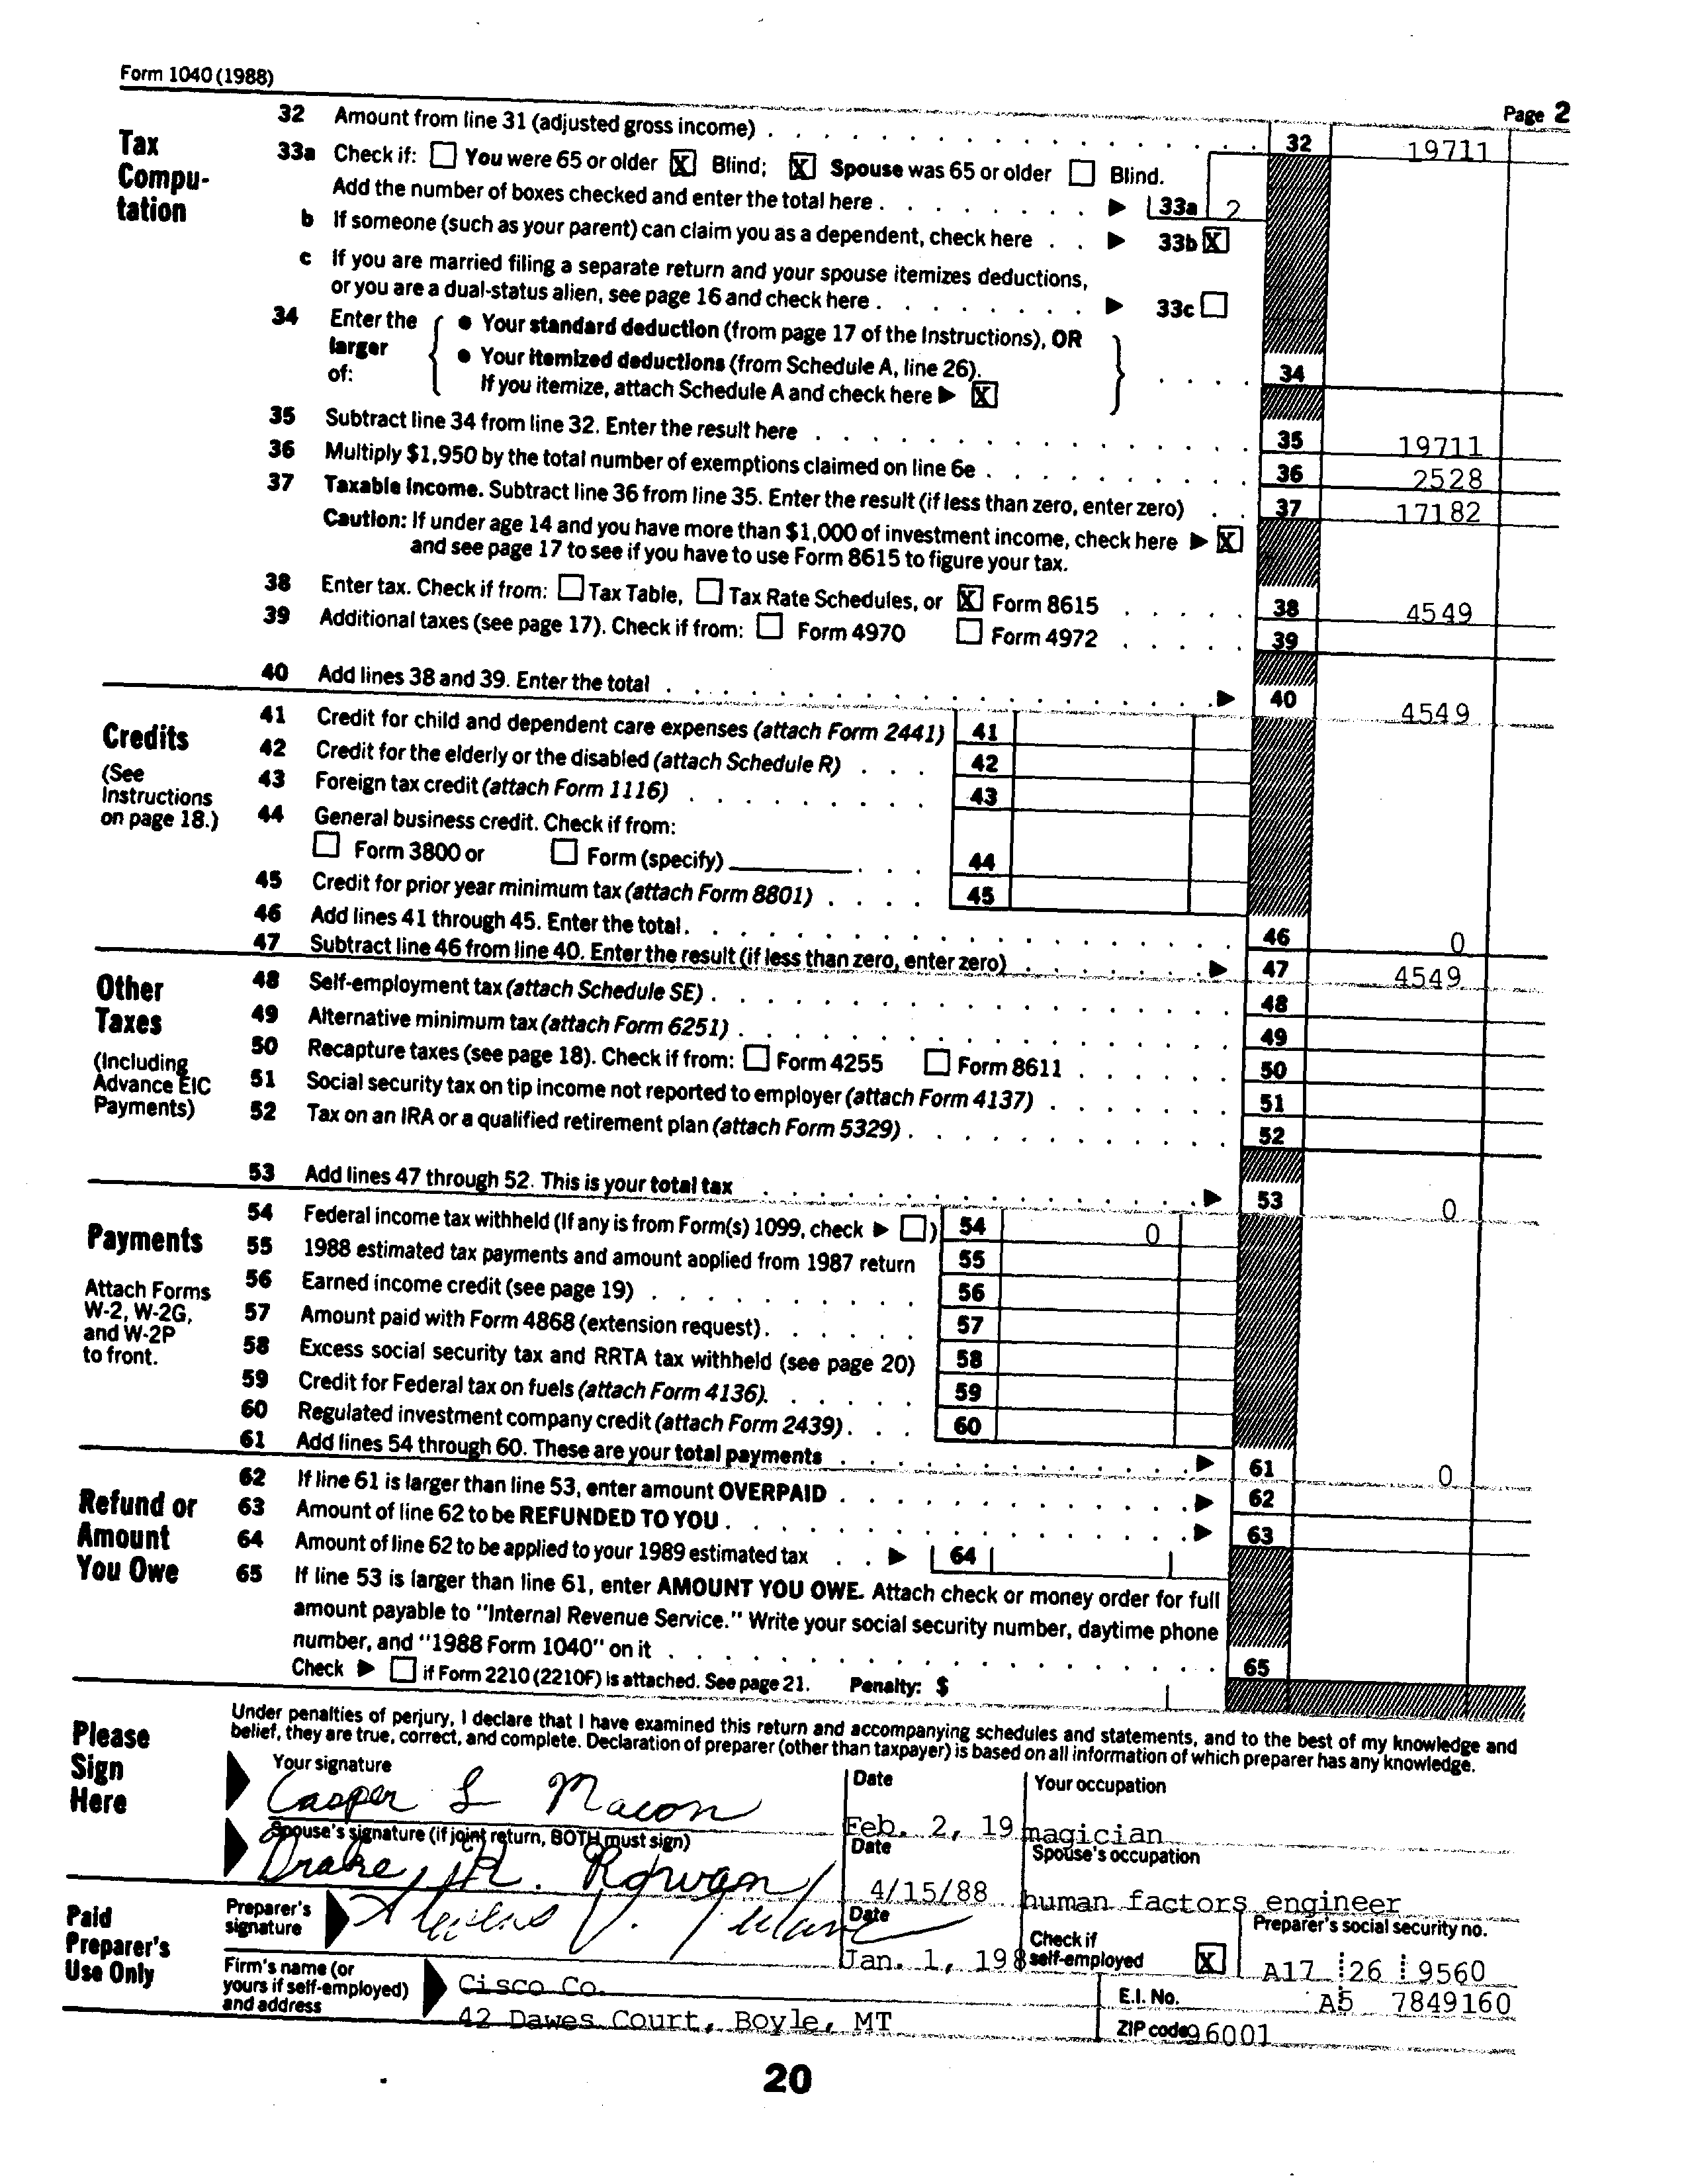 Form 1040 (1988)
Page 2
Tax Compu-tation
32 Amount from line 31 (adjusted gross income) 32 19711
33a Check if: ☐ You were 65 or older ☒ Blind; ☒ Spouse was 65 or older ☐ Blind.
Add the number of boxes checked and enter the total here ▶ 33a 2
b If someone (such as your parent) can claim you as a dependent, check here ▶ 33b ☒
c If you are married filing a separate return and your spouse itemizes deductions,
or you are a dual-status alien, see page 16 and check here ▶ 33c ☐
34 Enter the larger of: { ● Your standard deduction (from page 17 of the Instructions), OR
● Your itemized deductions (from Schedule A, line 26).
If you itemize, attach Schedule A and check here ▶ ☒ } 34
35 Subtract line 34 from line 32. Enter the result here 35 19711
36 Multiply $1,950 by the total number of exemptions claimed on line 6e 36 2528
37 Taxable income. Subtract line 36 from line 35. Enter the result (if less than zero, enter zero) 37 17182
Caution: If under age 14 and you have more than $1,000 of investment income, check here ▶ ☒
and see page 17 to see if you have to use Form 8615 to figure your tax.
38 Enter tax. Check if from: ☐ Tax Table, ☐ Tax Rate Schedules, or ☒ Form 8615 38 4549
39 Additional taxes (see page 17). Check if from: ☐ Form 4970 ☐ Form 4972 39
40 Add lines 38 and 39. Enter the total ▶ 40 4549
Credits
(See Instructions on page 18.)
41 Credit for child and dependent care expenses (attach Form 2441) 41
42 Credit for the elderly or the disabled (attach Schedule R) 42
43 Foreign tax credit (attach Form 1116) 43
44 General business credit. Check if from:
☐ Form 3800 or ☐ Form (specify) 44
45 Credit for prior year minimum tax (attach Form 8801) 45
46 Add lines 41 through 45. Enter the total. 46 0
47 Subtract line 46 from line 40. Enter the result (if less than zero, enter zero) ▶ 47 4549
Other Taxes
(Including Advance EIC Payments)
48 Self-employment tax (attach Schedule SE) 48
49 Alternative minimum tax (attach Form 6251) 49
50 Recapture taxes (see page 18). Check if from: ☐ Form 4255 ☐ Form 8611 50
51 Social security tax on tip income not reported to employer (attach Form 4137) 51
52 Tax on an IRA or a qualified retirement plan (attach Form 5329) 52
53 Add lines 47 through 52. This is your total tax ▶ 53 0
Payments
Attach Forms W-2, W-2G, and W-2P to front.
54 Federal income tax withheld (If any is from Form(s) 1099, check ▶ ☐) 54 0
55 1988 estimated tax payments and amount applied from 1987 return 55
56 Earned income credit (see page 19) 56
57 Amount paid with Form 4868 (extension request) 57
58 Excess social security tax and RRTA tax withheld (see page 20) 58
59 Credit for Federal tax on fuels (attach Form 4136). 59
60 Regulated investment company credit (attach Form 2439) 60
61 Add lines 54 through 60. These are your total payments ▶ 61 0
Refund or Amount You Owe
62 If line 61 is larger than line 53, enter amount OVERPAID ▶ 62
63 Amount of line 62 to be REFUNDED TO YOU ▶ 63
64 Amount of line 62 to be applied to your 1989 estimated tax ▶ 64
65 If line 53 is larger than line 61, enter AMOUNT YOU OWE. Attach check or money order for full
amount payable to "Internal Revenue Service." Write your social security number, daytime phone
number, and "1988 Form 1040" on it 65
Check ▶ ☐ if Form 2210 (2210F) is attached. See page 21. Penalty: $
Please Sign Here
Under penalties of perjury, I declare that I have examined this return and accompanying schedules and statements, and to the best of my knowledge and
belief, they are true, correct, and complete. Declaration of preparer (other than taxpayer) is based on all information of which preparer has any knowledge.
Your signature Date Your occupation
Casper L Macon Feb. 2, 19 magician
Spouse's signature (if joint return, BOTH must sign) Date Spouse's occupation
Drake, H. Rowan 4/15/88 human factors engineer
Paid Preparer's Use Only
Preparer's signature Date Check if self-employed ☒ Preparer's social security no.
Jan. 1, 198 A17 26 9560
Firm's name (or yours if self-employed) and address
Cisco Co. E.I. No. A5 7849160
42 Dawes Court, Boyle, MT ZIP code 96001
20